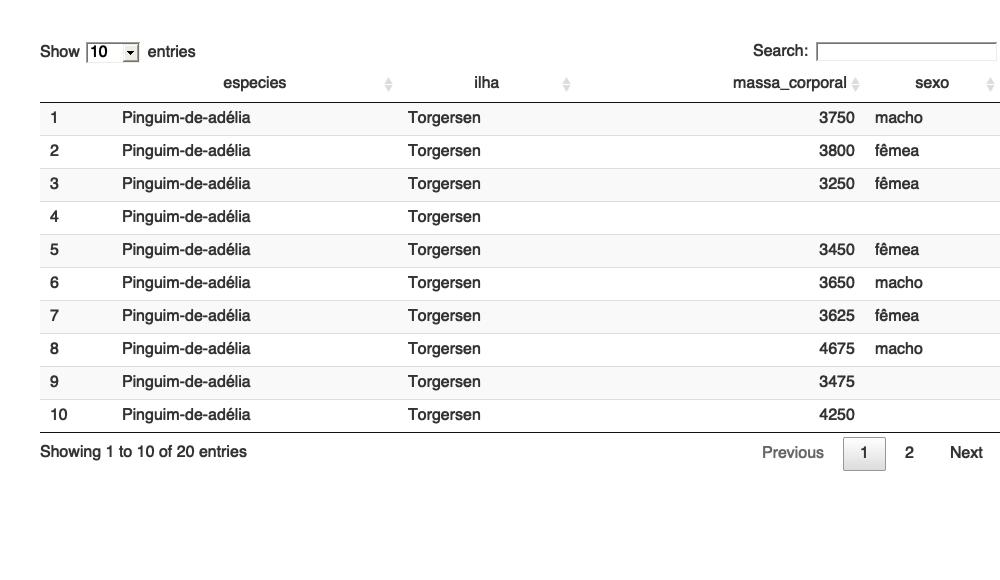 Show 10 entries Search:
especies ilha massa_corporal sexo
1 Pinguim-de-adélia Torgersen 3750 macho
2 Pinguim-de-adélia Torgersen 3800 fêmea
3 Pinguim-de-adélia Torgersen 3250 fêmea
4 Pinguim-de-adélia Torgersen
5 Pinguim-de-adélia Torgersen 3450 fêmea
6 Pinguim-de-adélia Torgersen 3650 macho
7 Pinguim-de-adélia Torgersen 3625 fêmea
8 Pinguim-de-adélia Torgersen 4675 macho
9 Pinguim-de-adélia Torgersen 3475
10 Pinguim-de-adélia Torgersen 4250
Showing 1 to 10 of 20 entries Previous 1 2 Next